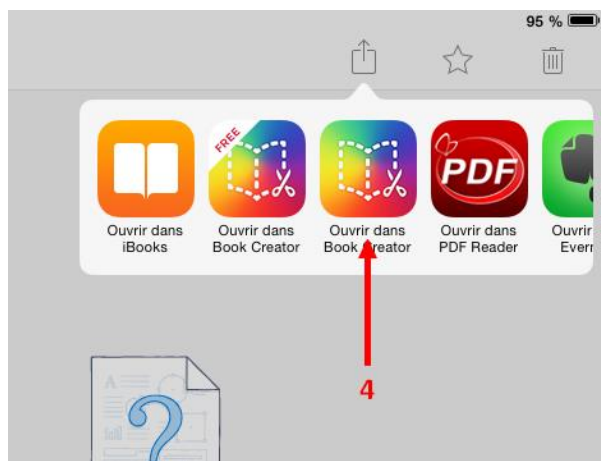 95 %
FREE
PDF
Ouvrir dans
iBooks
Ouvrir dans
Book Creator
Ouvrir dans
Book Creator
Ouvrir dans
PDF Reader
Ouvrir
Evern
4
A
?